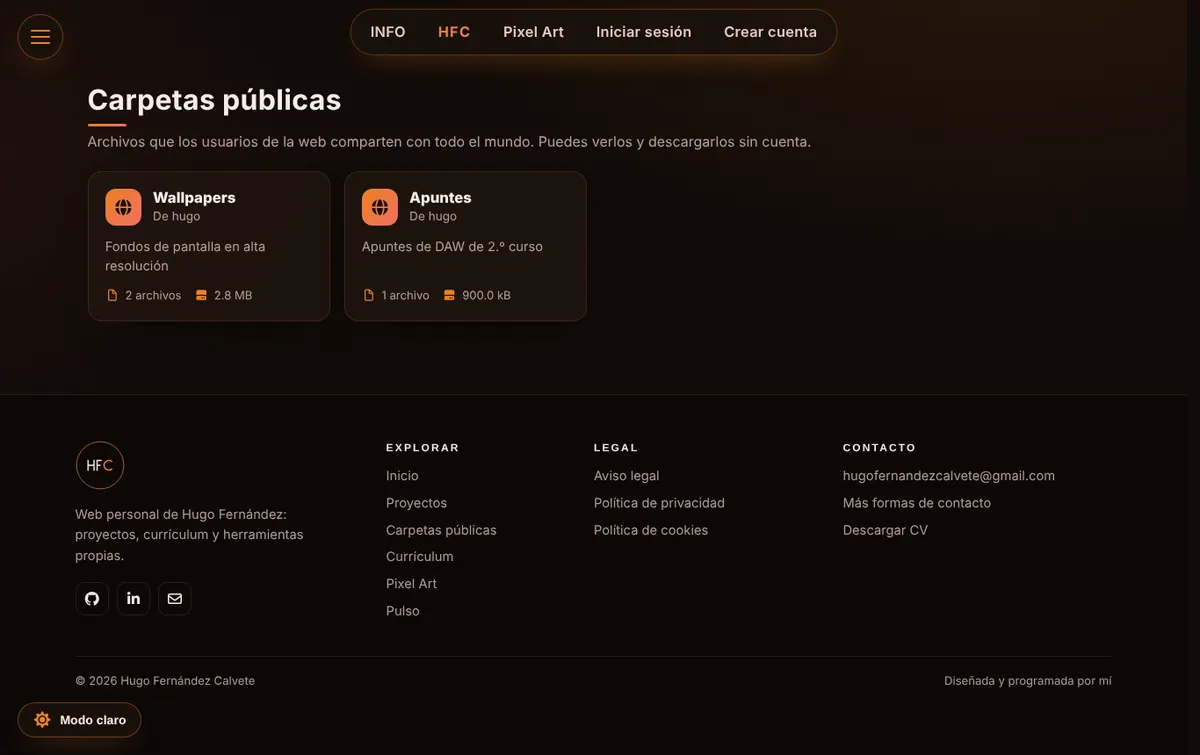 INFO
HFC
Pixel Art
Iniciar sesión
Crear cuenta
Carpetas públicas
Archivos que los usuarios de la web comparten con todo el mundo. Puedes verlos y descargarlos sin cuenta.
Wallpapers
De hugo
Fondos de pantalla en alta
resolución
2 archivos
2.8 MB
Apuntes
De hugo
Apuntes de DAW de 2.º curso
1 archivo
900.0 kB
HFC
Web personal de Hugo Fernández:
proyectos, currículum y herramientas
propias.
in
EXPLORAR
Inicio
Proyectos
Carpetas públicas
Currículum
Pixel Art
Pulso
LEGAL
Aviso legal
Política de privacidad
Política de cookies
CONTACTO
hugofernandezcalvete@gmail.com
Más formas de contacto
Descargar CV
© 2026 Hugo Fernández Calvete
Diseñada y programada por mí
Modo claro